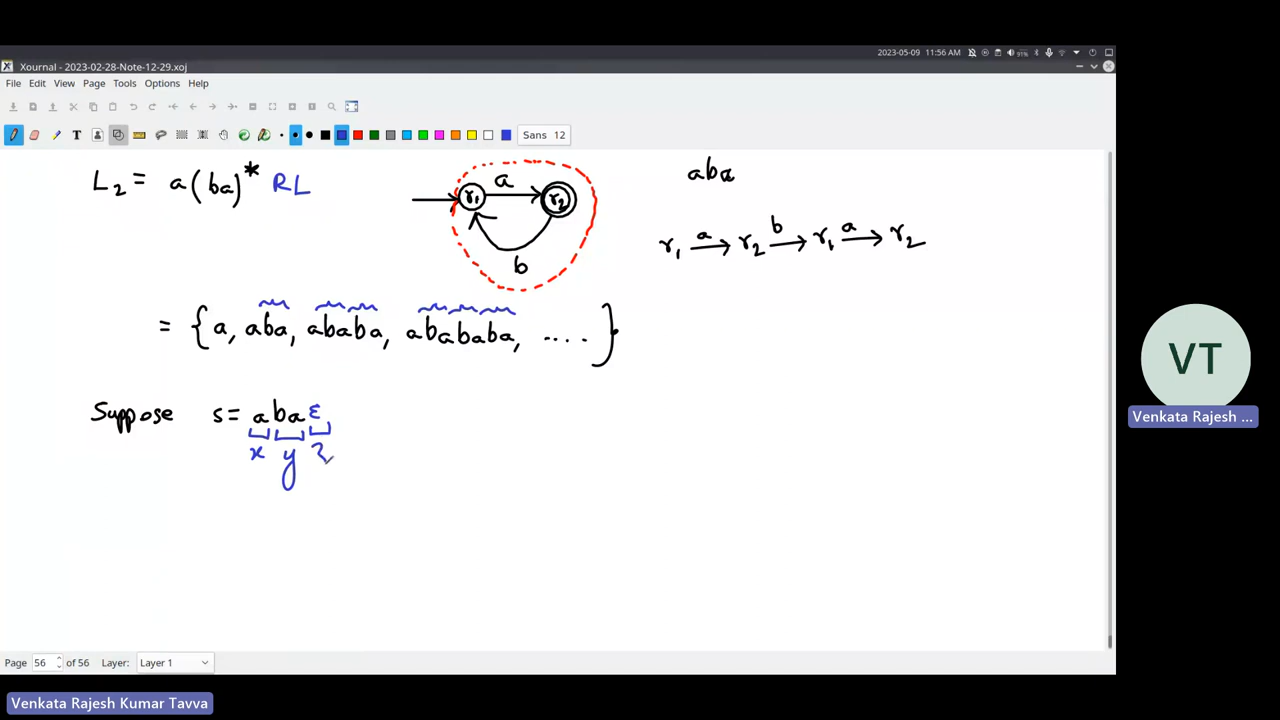 2023-05-09 11:56 AM
Xournal - 2023-02-28-Note-12-29.xoj
File Edit View Page Tools Options Help
Sans 12
L₂ = a(ba)* RL
r₁ a r₂
b
aba
r₁ a→ r₂ b→ r₁ a→ r₂
= {a, aba, ababa, abababa, ....}
Suppose s = abaε
x y z
VT
Venkata Rajesh ...
Page 56 of 56 Layer: Layer 1
Venkata Rajesh Kumar Tavva